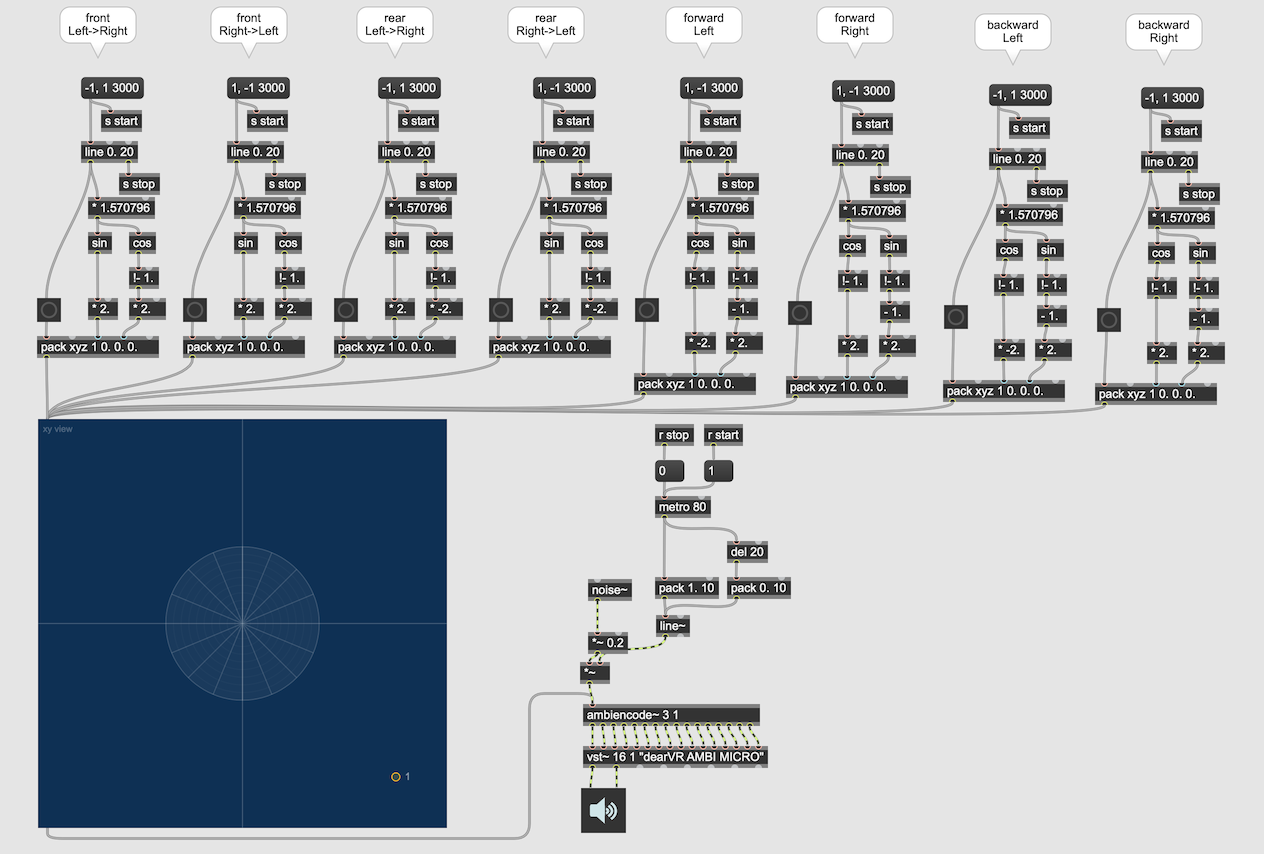 front
Left->Right
front
Right->Left
rear
Left->Right
rear
Right->Left
forward
Left
forward
Right
backward
Left
backward
Right
-1, 1 3000
1, -1 3000
-1, 1 3000
1, -1 3000
1, -1 3000
1, -1 3000
-1, 1 3000
-1, 1 3000
s start
s start
s start
s start
s start
s start
s start
s start
line 0. 20
line 0. 20
line 0. 20
line 0. 20
line 0. 20
line 0. 20
line 0. 20
line 0. 20
s stop
s stop
s stop
s stop
s stop
s stop
s stop
s stop
* 1.570796
* 1.570796
* 1.570796
* 1.570796
* 1.570796
* 1.570796
* 1.570796
* 1.570796
sin cos
sin cos
sin cos
sin cos
cos sin
cos sin
cos sin
cos sin
!- 1.
!- 1.
!- 1.
!- 1.
!- 1. !- 1.
!- 1. !- 1.
!- 1. !- 1.
!- 1. !- 1.
* 2. * 2.
* 2. * 2.
* 2. * -2.
* 2. * -2.
- 1.
- 1.
- 1.
- 1.
* -2. * 2.
* 2. * 2.
* -2. * 2.
* 2. * 2.
pack xyz 1 0. 0. 0.
pack xyz 1 0. 0. 0.
pack xyz 1 0. 0. 0.
pack xyz 1 0. 0. 0.
pack xyz 1 0. 0. 0.
pack xyz 1 0. 0. 0.
pack xyz 1 0. 0. 0.
pack xyz 1 0. 0. 0.
xy view
1
r stop
r start
0
1
metro 80
del 20
noise~
pack 1. 10
pack 0. 10
line~
*~ 0.2
*~
ambiencode~ 3 1
vst~ 16 1 "dearVR AMBI MICRO"